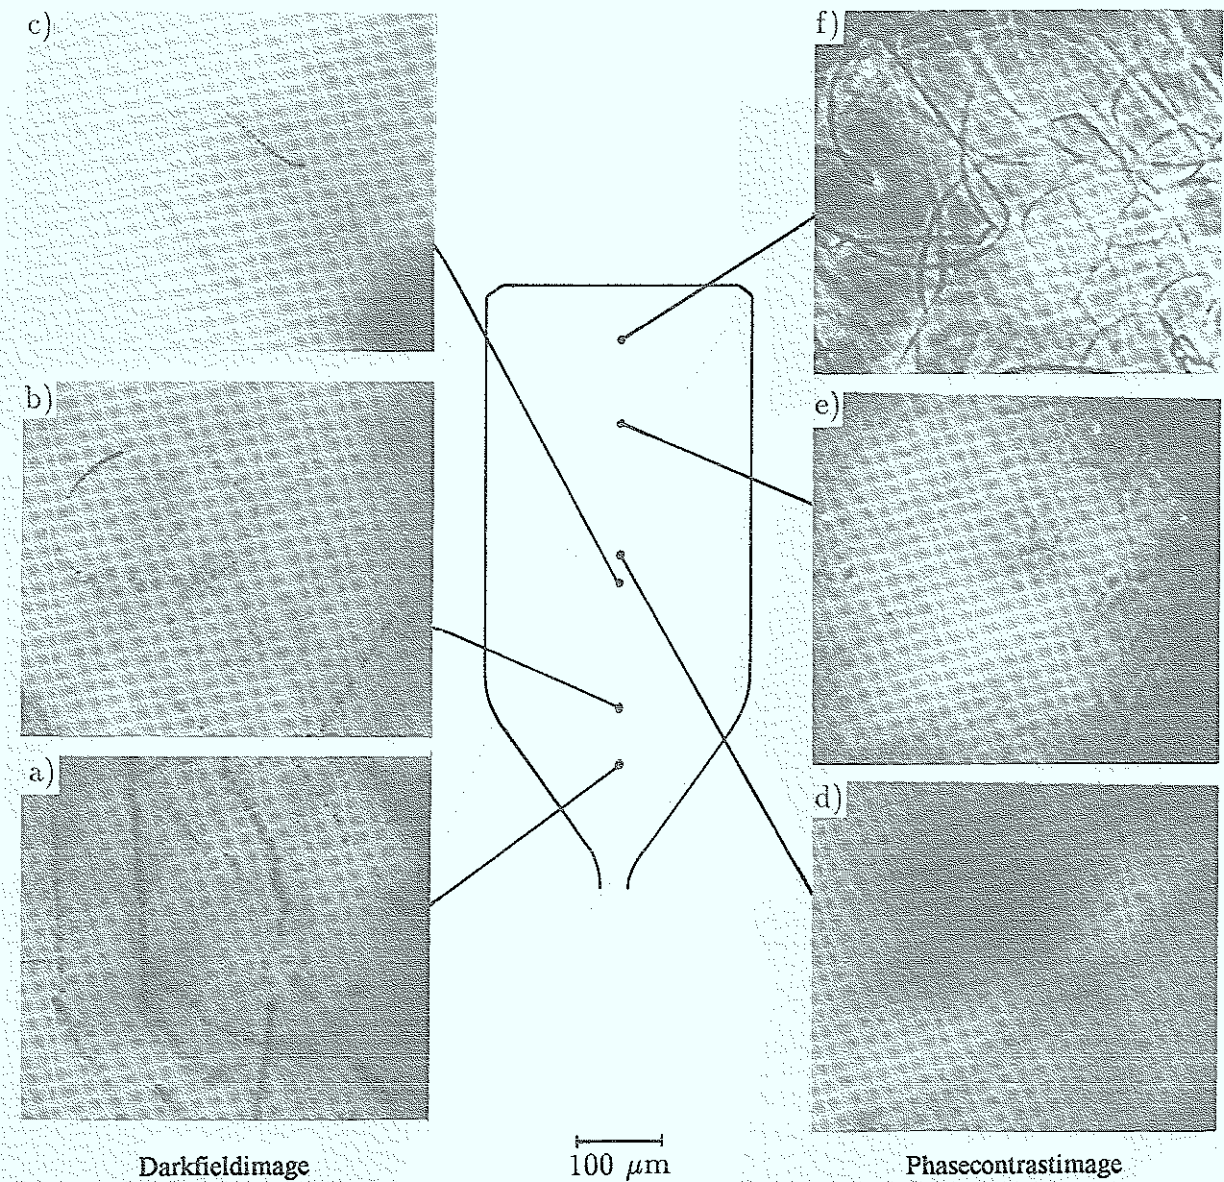 c)
f)
b)
e)
a)
d)
Darkfieldimage
100 μm
Phasecontrastimage